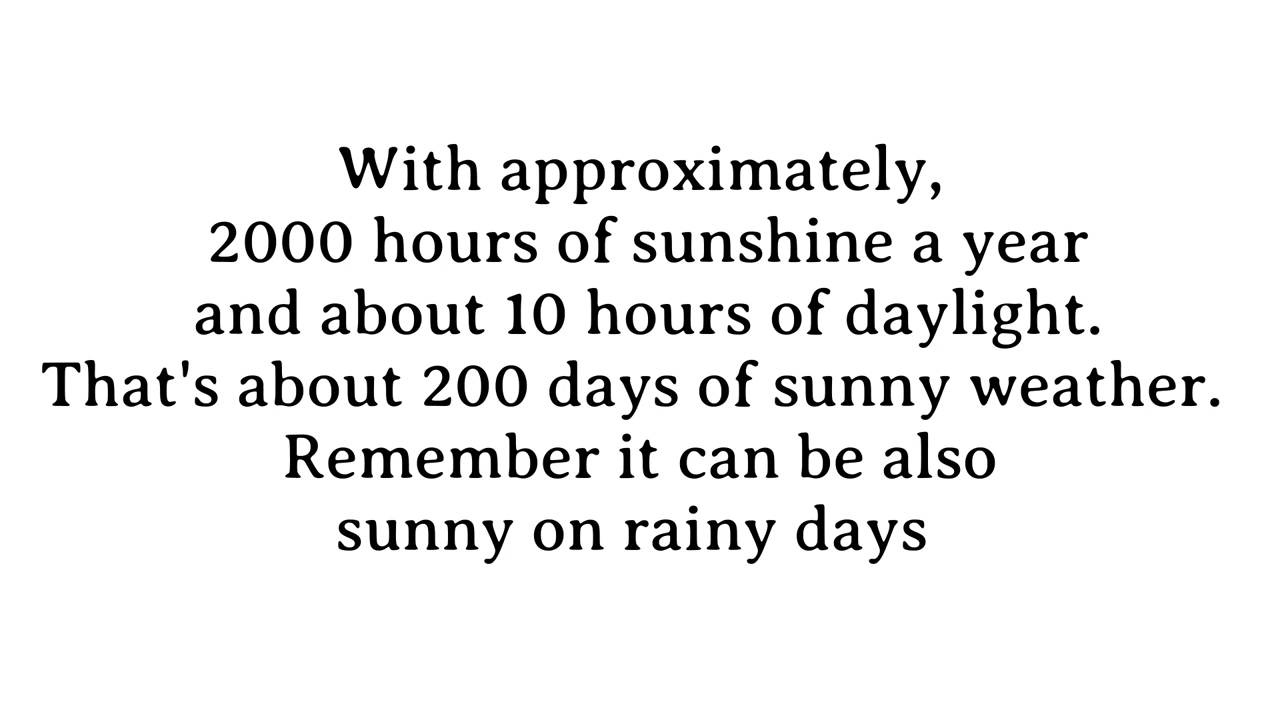 With approximately,
2000 hours of sunshine a year
and about 10 hours of daylight.
That's about 200 days of sunny weather.
Remember it can be also
sunny on rainy days